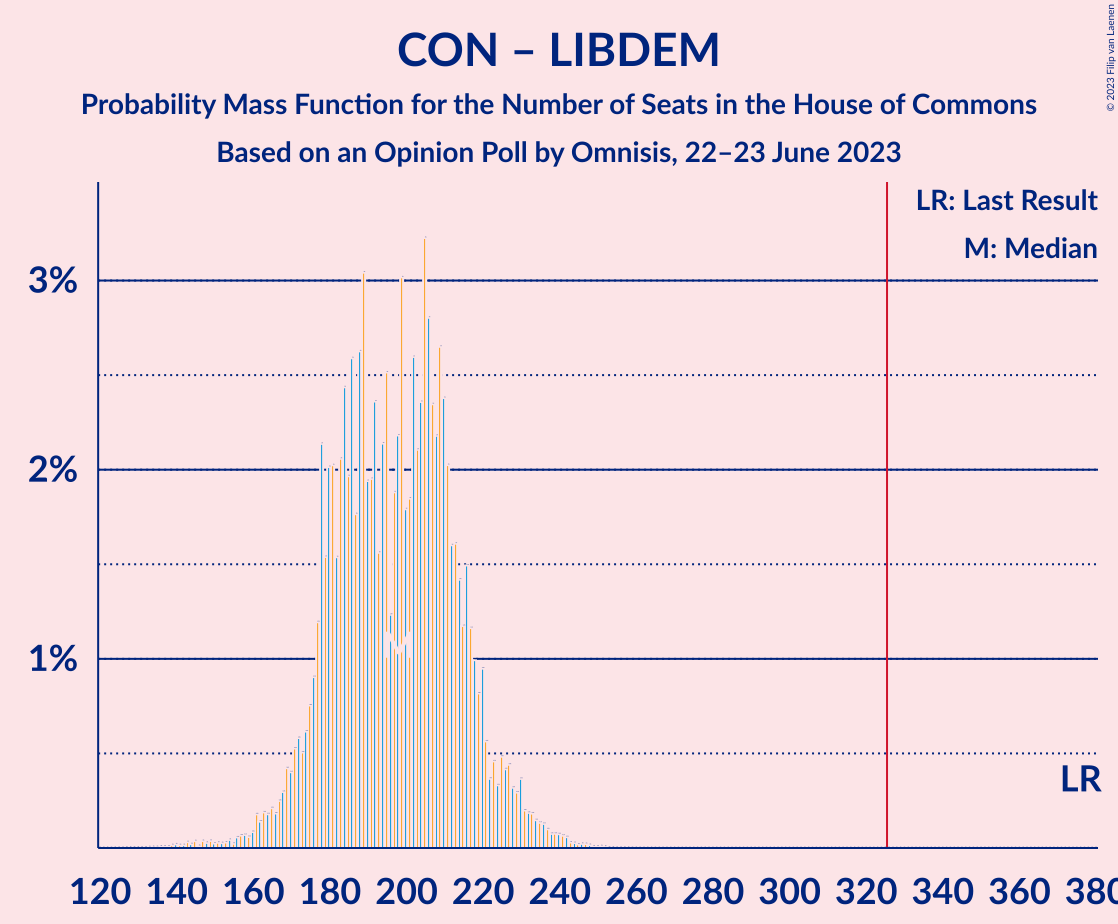 CON – LIBDEM
Probability Mass Function for the Number of Seats in the House of Commons
Based on an Opinion Poll by Omnisis, 22–23 June 2023
© 2023 Filip van Laenen
LR: Last Result
M: Median
3%
2%
1%
LR
120 140 160 180 200 220 240 260 280 300 320 340 360 380